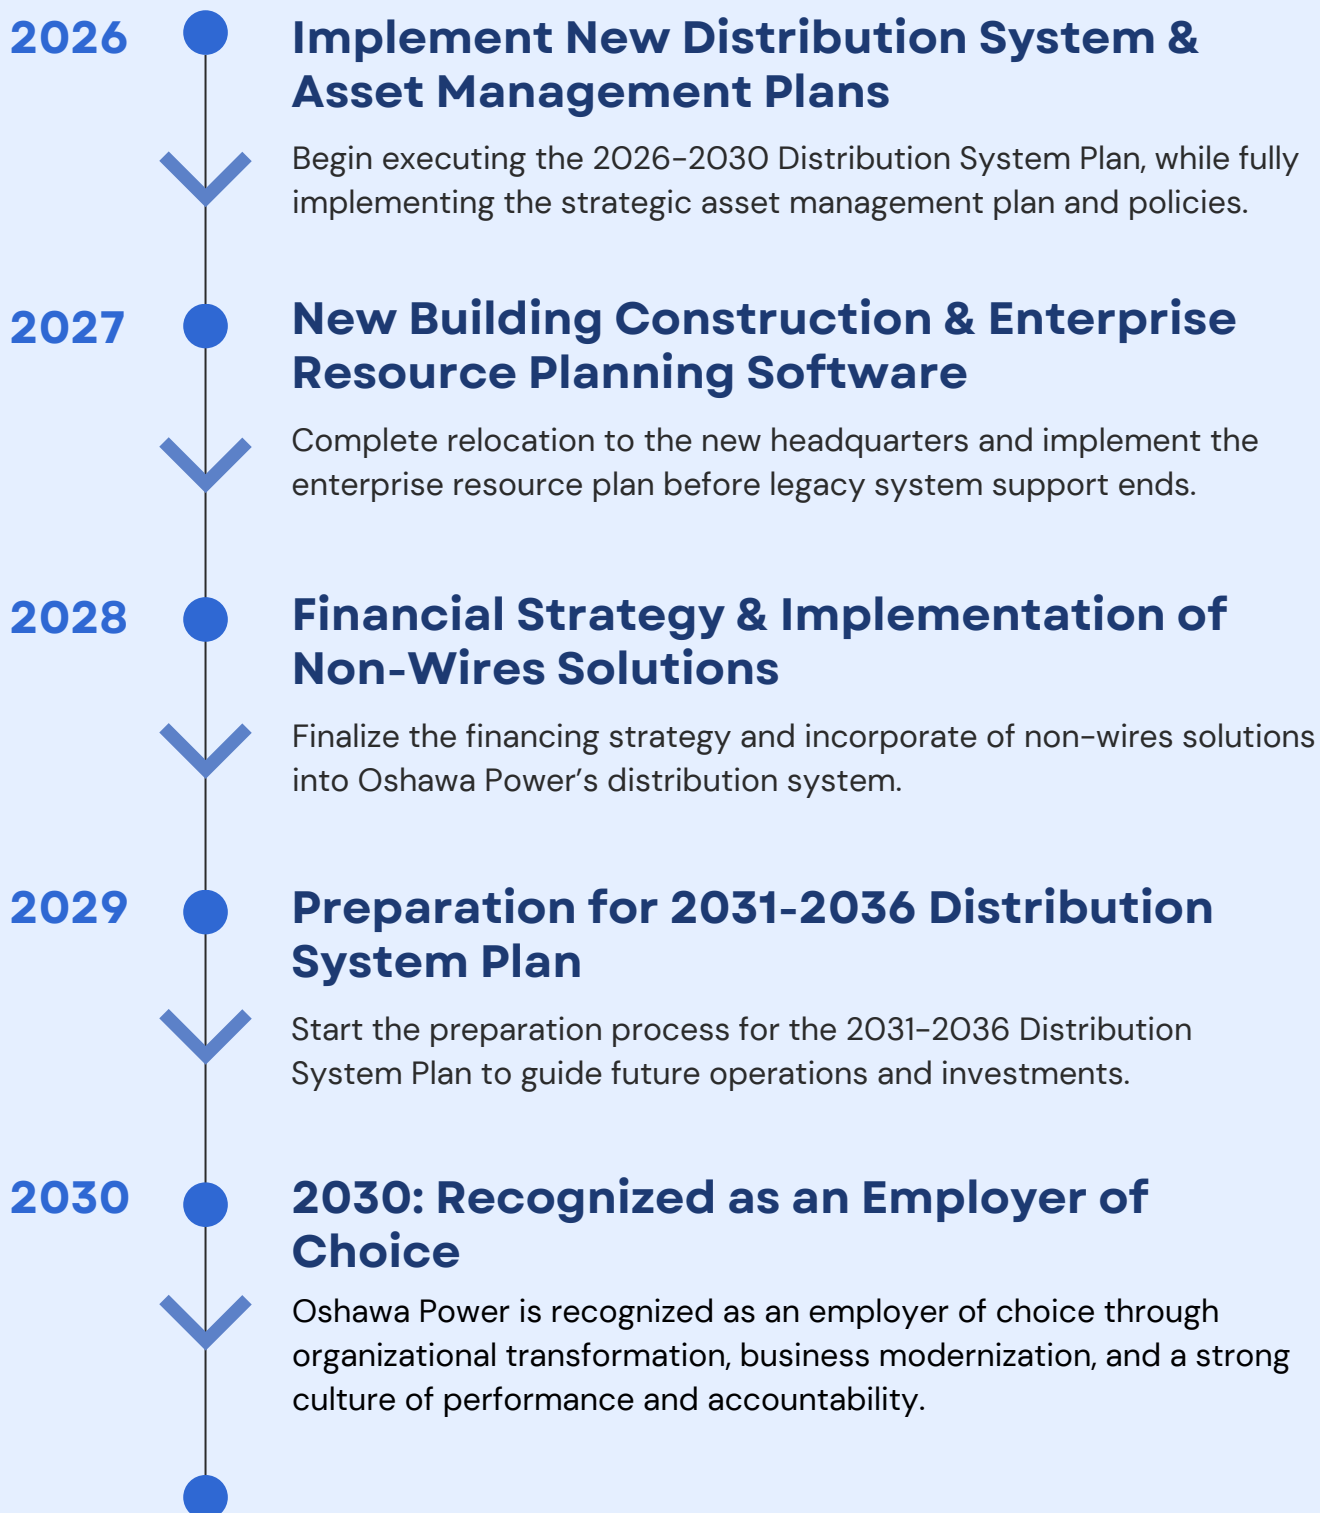 2026
Implement New Distribution System &
Asset Management Plans
Begin executing the 2026-2030 Distribution System Plan, while fully
implementing the strategic asset management plan and policies.
2027
New Building Construction & Enterprise
Resource Planning Software
Complete relocation to the new headquarters and implement the
enterprise resource plan before legacy system support ends.
2028
Financial Strategy & Implementation of
Non-Wires Solutions
Finalize the financing strategy and incorporate of non-wires solutions
into Oshawa Power’s distribution system.
2029
Preparation for 2031-2036 Distribution
System Plan
Start the preparation process for the 2031-2036 Distribution
System Plan to guide future operations and investments.
2030
2030: Recognized as an Employer of
Choice
Oshawa Power is recognized as an employer of choice through
organizational transformation, business modernization, and a strong
culture of performance and accountability.